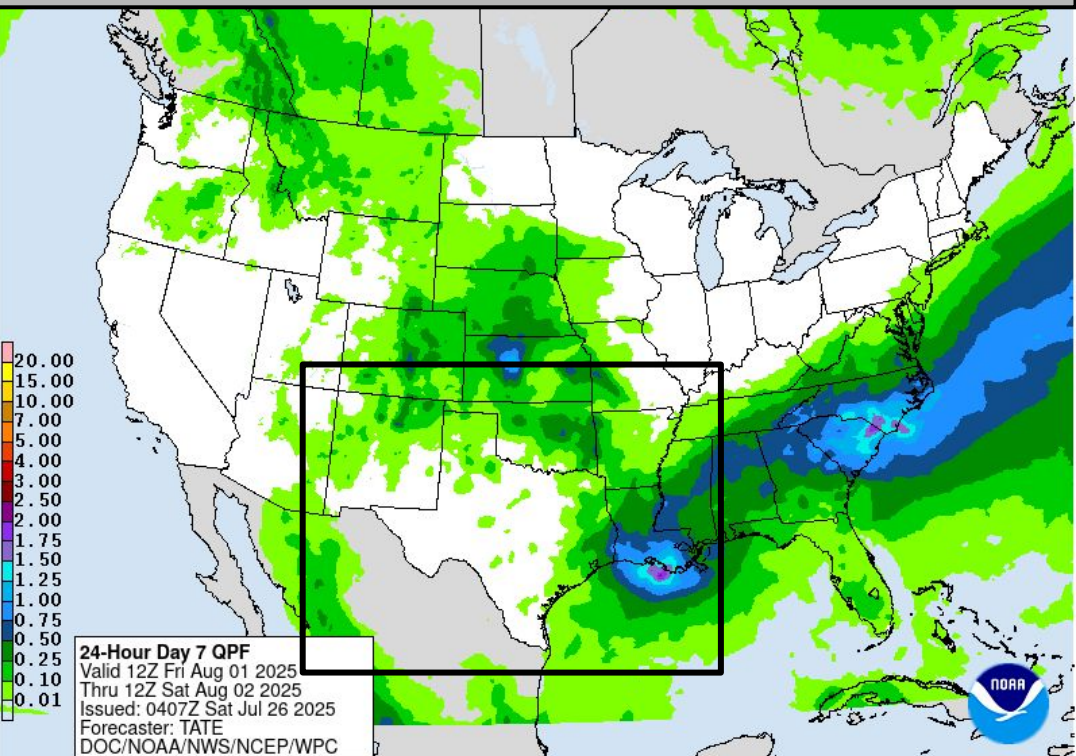 20.00
15.00
10.00
7.00
5.00
4.00
3.00
2.50
2.00
1.75
1.50
1.25
1.00
0.75
0.50
0.25
0.10
0.01
24-Hour Day 7 QPF
Valid 12Z Fri Aug 01 2025
Thru 12Z Sat Aug 02 2025
Issued: 0407Z Sat Jul 26 2025
Forecaster: TATE
DOC/NOAA/NWS/NCEP/WPC
NOAA